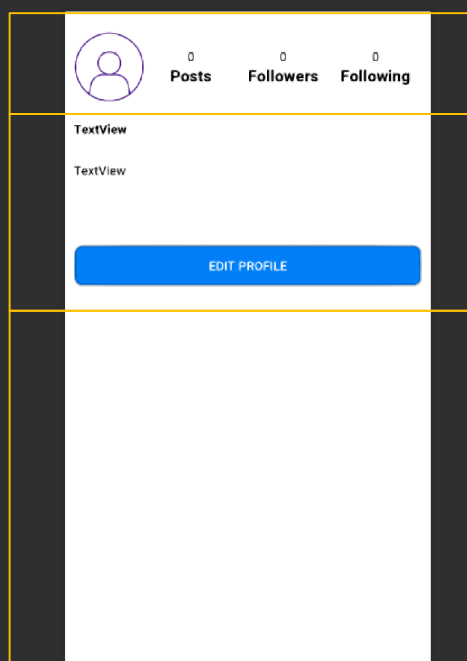 0 0 0
Posts Followers Following
TextView
TextView
EDIT PROFILE